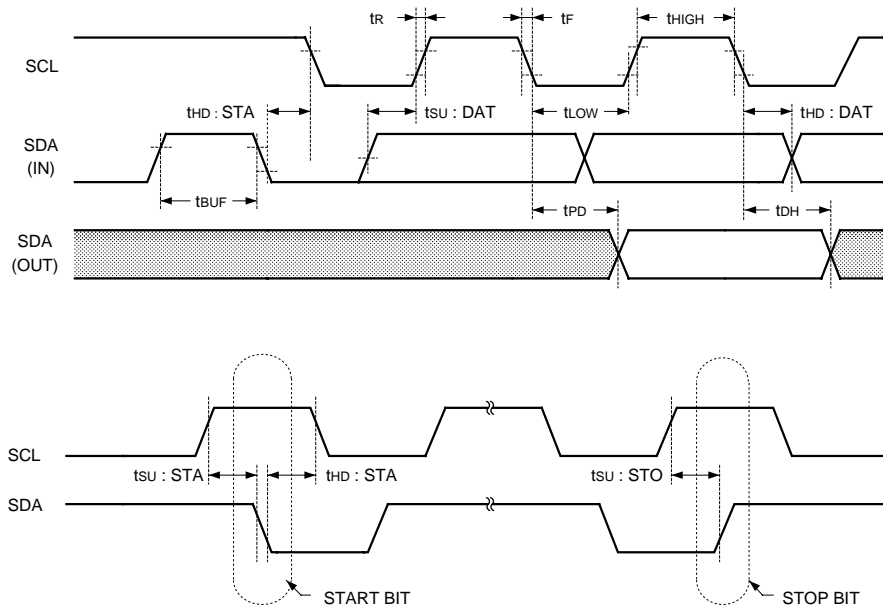 tR
tF
tHIGH
SCL
tHD : STA
tSU : DAT
tLOW
tHD : DAT
SDA
(IN)
tBUF
tPD
tDH
SDA
(OUT)
SCL
tSU : STA
tHD : STA
tSU : STO
SDA
START BIT
STOP BIT